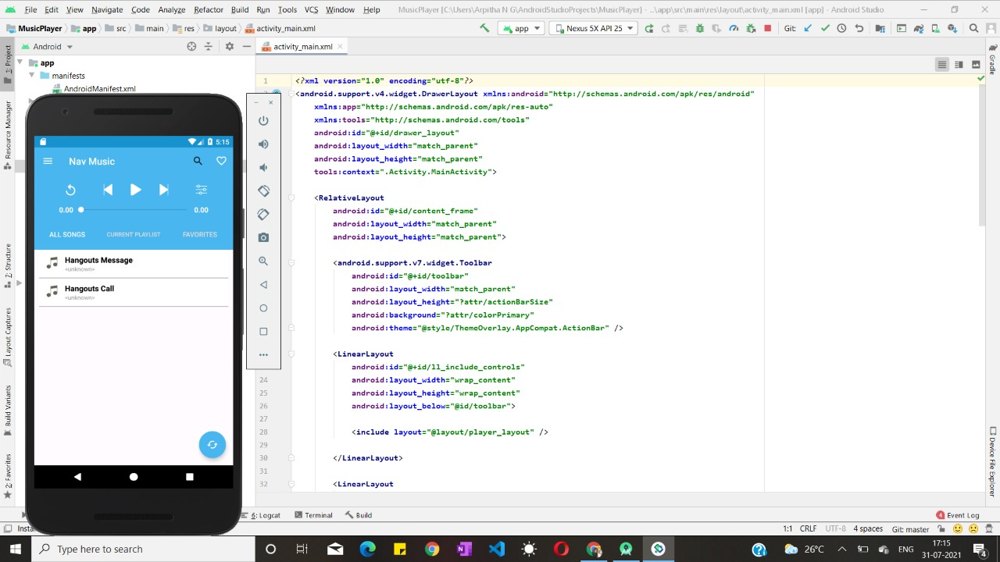 File Edit View Navigate Code Analyze Refactor Build Run Tools VCS Window Help MusicPlayer [C:\Users\Arpitha N G\AndroidStudioProjects\MusicPlayer] - ...\app\src\main\res\layout\activity_main.xml [app] - Android Studio
MusicPlayer app src main res layout activity_main.xml app Nexus 5X API 25 Git:
Android activity_main.xml
1: Project
Resource Manager
Z: Structure
Layout Captures
Build Variants
2: Favorites
app
manifests
AndroidManifest.xml
5:15
Nav Music
0.00 0.00
ALL SONGS CURRENT PLAYLIST FAVORITES
Hangouts Message
<unknown>
Hangouts Call
<unknown>
1 <?xml version="1.0" encoding="utf-8"?>
<android.support.v4.widget.DrawerLayout xmlns:android="http://schemas.android.com/apk/res/android"
xmlns:app="http://schemas.android.com/apk/res-auto"
xmlns:tools="http://schemas.android.com/tools"
android:id="@+id/drawer_layout"
android:layout_width="match_parent"
android:layout_height="match_parent"
tools:context=".Activity.MainActivity">
<RelativeLayout
android:id="@+id/content_frame"
android:layout_width="match_parent"
android:layout_height="match_parent">
<android.support.v7.widget.Toolbar
android:id="@+id/toolbar"
android:layout_width="match_parent"
android:layout_height="?attr/actionBarSize"
android:background="?attr/colorPrimary"
android:theme="@style/ThemeOverlay.AppCompat.ActionBar" />
<LinearLayout
android:id="@+id/ll_include_controls"
24 android:layout_width="wrap_content"
25 android:layout_height="wrap_content"
26 android:layout_below="@id/toolbar">
27
28 <include layout="@layout/player_layout" />
29
30 </LinearLayout>
31
32 <LinearLayout
Gradle
Device File Explorer
6: Logcat Terminal Build 4 Event Log
Insta 1:1 CRLF UTF-8 4 spaces Git: master
Type here to search 26°C ENG 17:15
31-07-2021 4